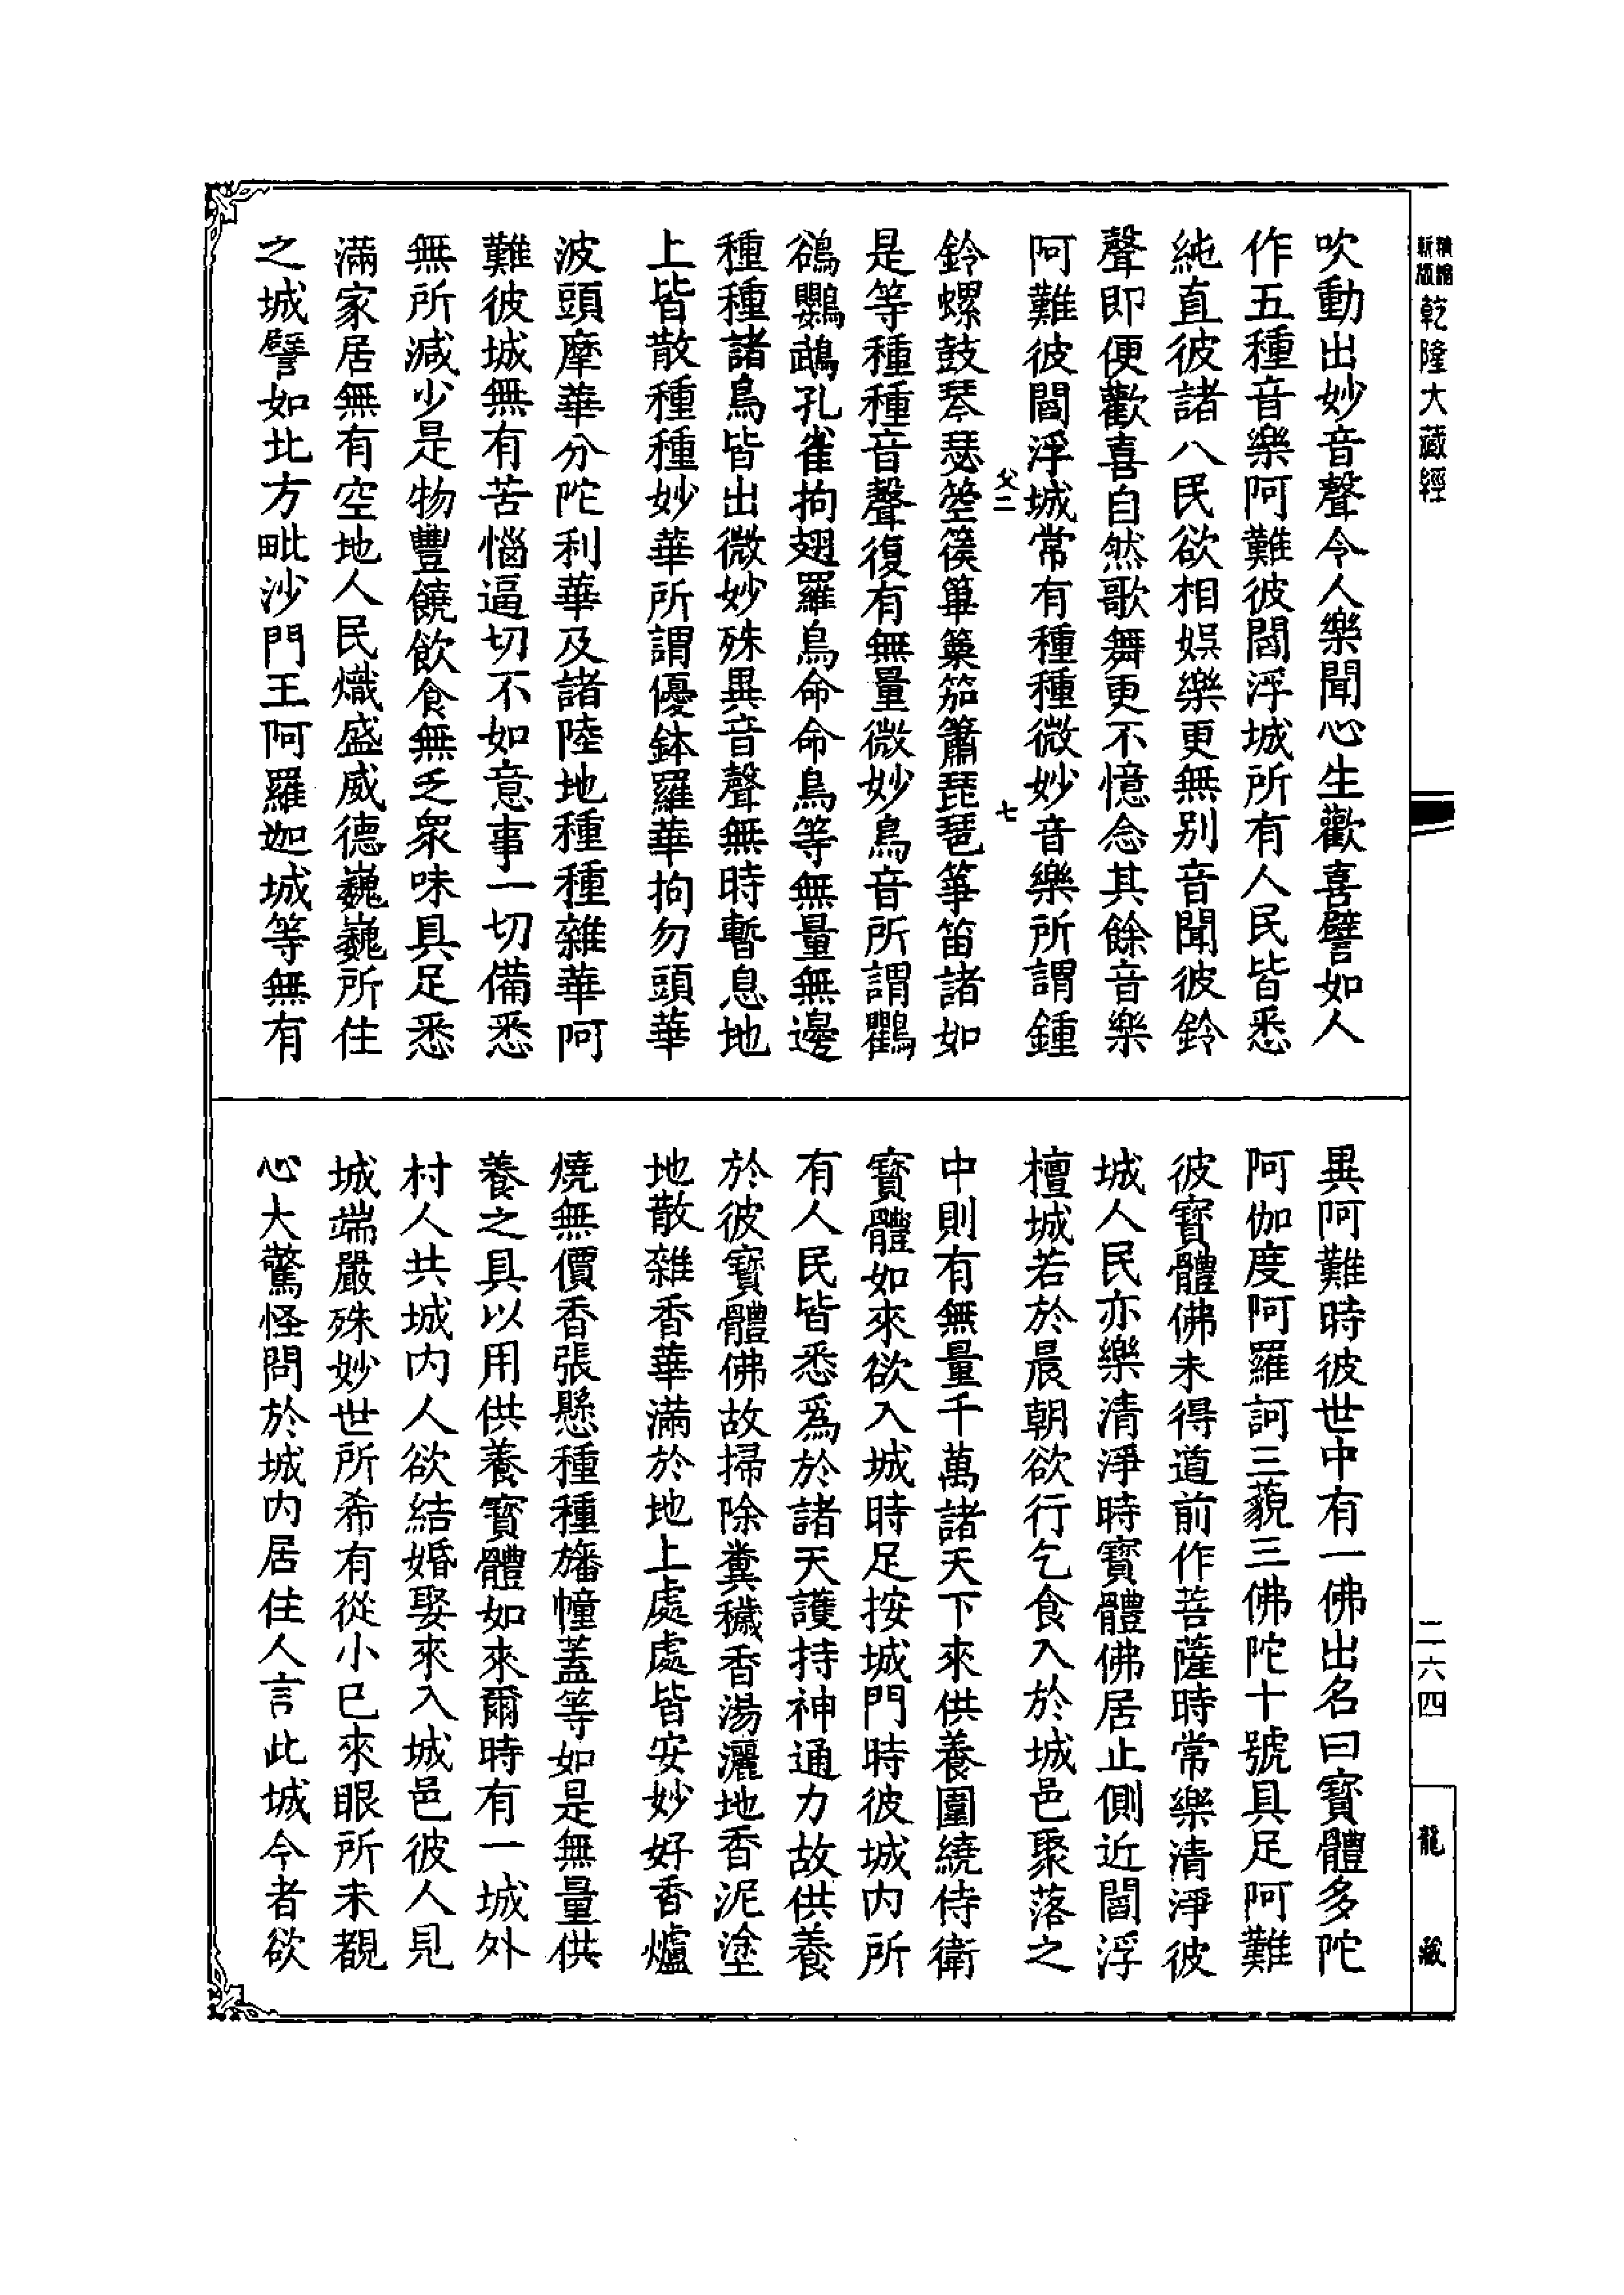 精縮
新版
乾隆大藏經
吹動出妙音聲令人樂聞心生歡喜譬如人
作五種音樂阿難彼閻浮城所有人民皆悉
純直彼諸人民欲相娛樂更無別音聞彼鈴
聲即便歡喜自然歌舞更不憶念其餘音樂
阿難彼閻浮城常有種種微妙音樂所謂鍾
父二 七
鈴螺鼓琴瑟箜篌篳篥笳簫琵琶箏笛諸如
是等種種音聲復有無量微妙鳥音所謂鸜
鵒鸚鵡孔雀拘翅羅鳥命命鳥等無量無邊
種種諸鳥皆出微妙殊異音聲無時暫息地
上皆散種種妙華所謂優鉢羅華拘勿頭華
波頭摩華分陀利華及諸陸地種種雜華阿
難彼城無有苦惱逼切不如意事一切備悉
無所減少是物豐饒飲食無乏眾味具足悉
滿家居無有空地人民熾盛威德巍巍所住
之城譬如北方毗沙門王阿羅迦城等無有
異阿難時彼世中有一佛出名曰寶體多陀
阿伽度阿羅訶三藐三佛陀十號具足阿難
彼寶體佛未得道前作菩薩時常樂清淨彼
城人民亦樂清淨時寶體佛居止側近閻浮
檀城若於晨朝欲行乞食入於城邑聚落之
中則有無量千萬諸天下來供養圍繞侍衛
寶體如來欲入城時足按城門時彼城內所
有人民皆悉爲於諸天護持神通力故供養
於彼寶體佛故掃除糞穢香湯灑地香泥塗
地散雜香華滿於地上處處皆安妙好香爐
燒無價香張懸種種旛幢蓋等如是無量供
養之具以用供養寶體如來爾時有一城外
村人共城內人欲結婚娶來入城邑彼人見
城端嚴殊妙世所希有從小已來眼所未覩
心大驚怪問於城內居住人言此城今者欲
二六四
龍藏